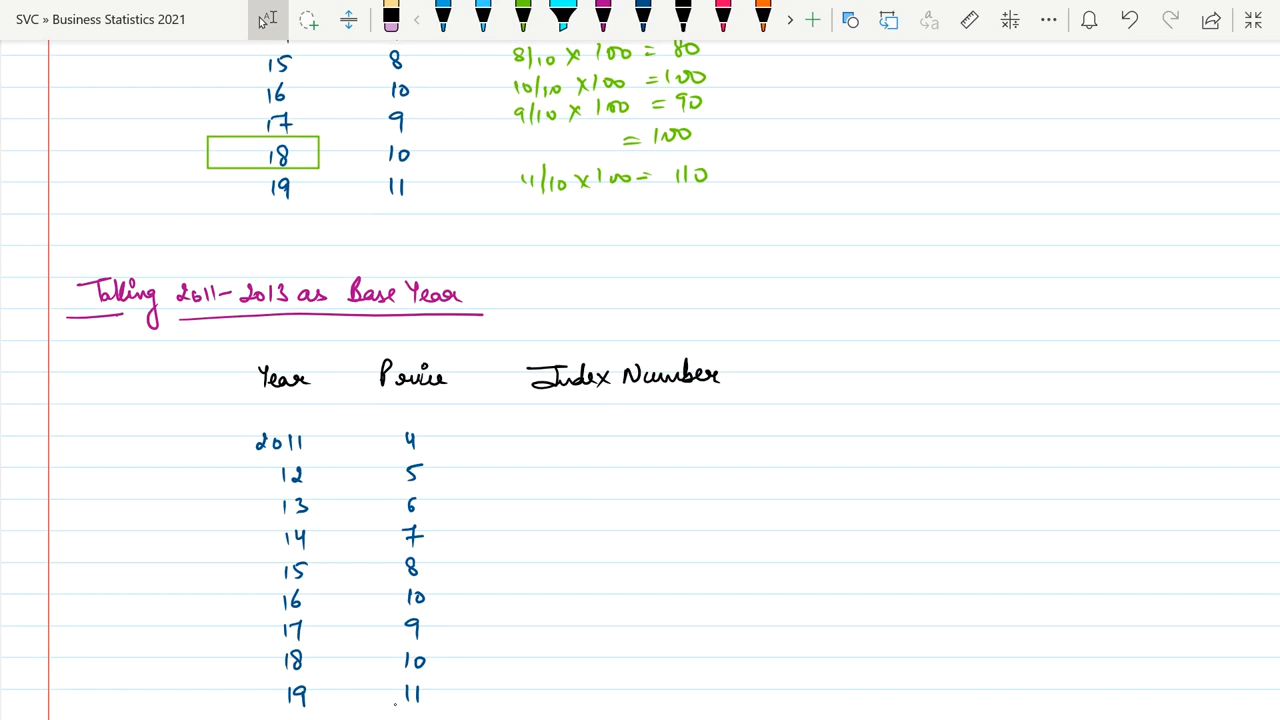 SVC » Business Statistics 2021
15 8 8/10 × 100 = 80
16 10 10/10 × 100 = 100
17 9 9/10 × 100 = 90
18 10 = 100
19 11 11/10 × 100 = 110
Taking 2011-2013 as Base Year
Year Price Index Number
2011 4
12 5
13 6
14 7
15 8
16 10
17 9
18 10
19 11